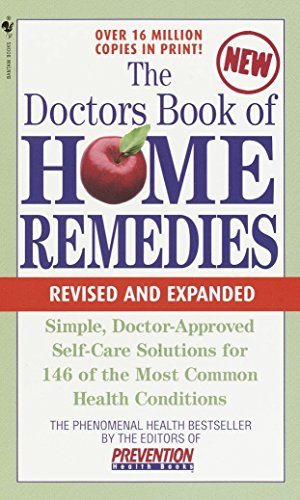 BANTAM BOOKS
OVER 16 MILLION
COPIES IN PRINT!
NEW
The
Doctors Book of
HOME
REMEDIES
REVISED AND EXPANDED
Simple, Doctor-Approved
Self-Care Solutions for
146 of the Most Common
Health Conditions
THE PHENOMENAL HEALTH BESTSELLER
BY THE EDITORS OF
PREVENTION
Health Books